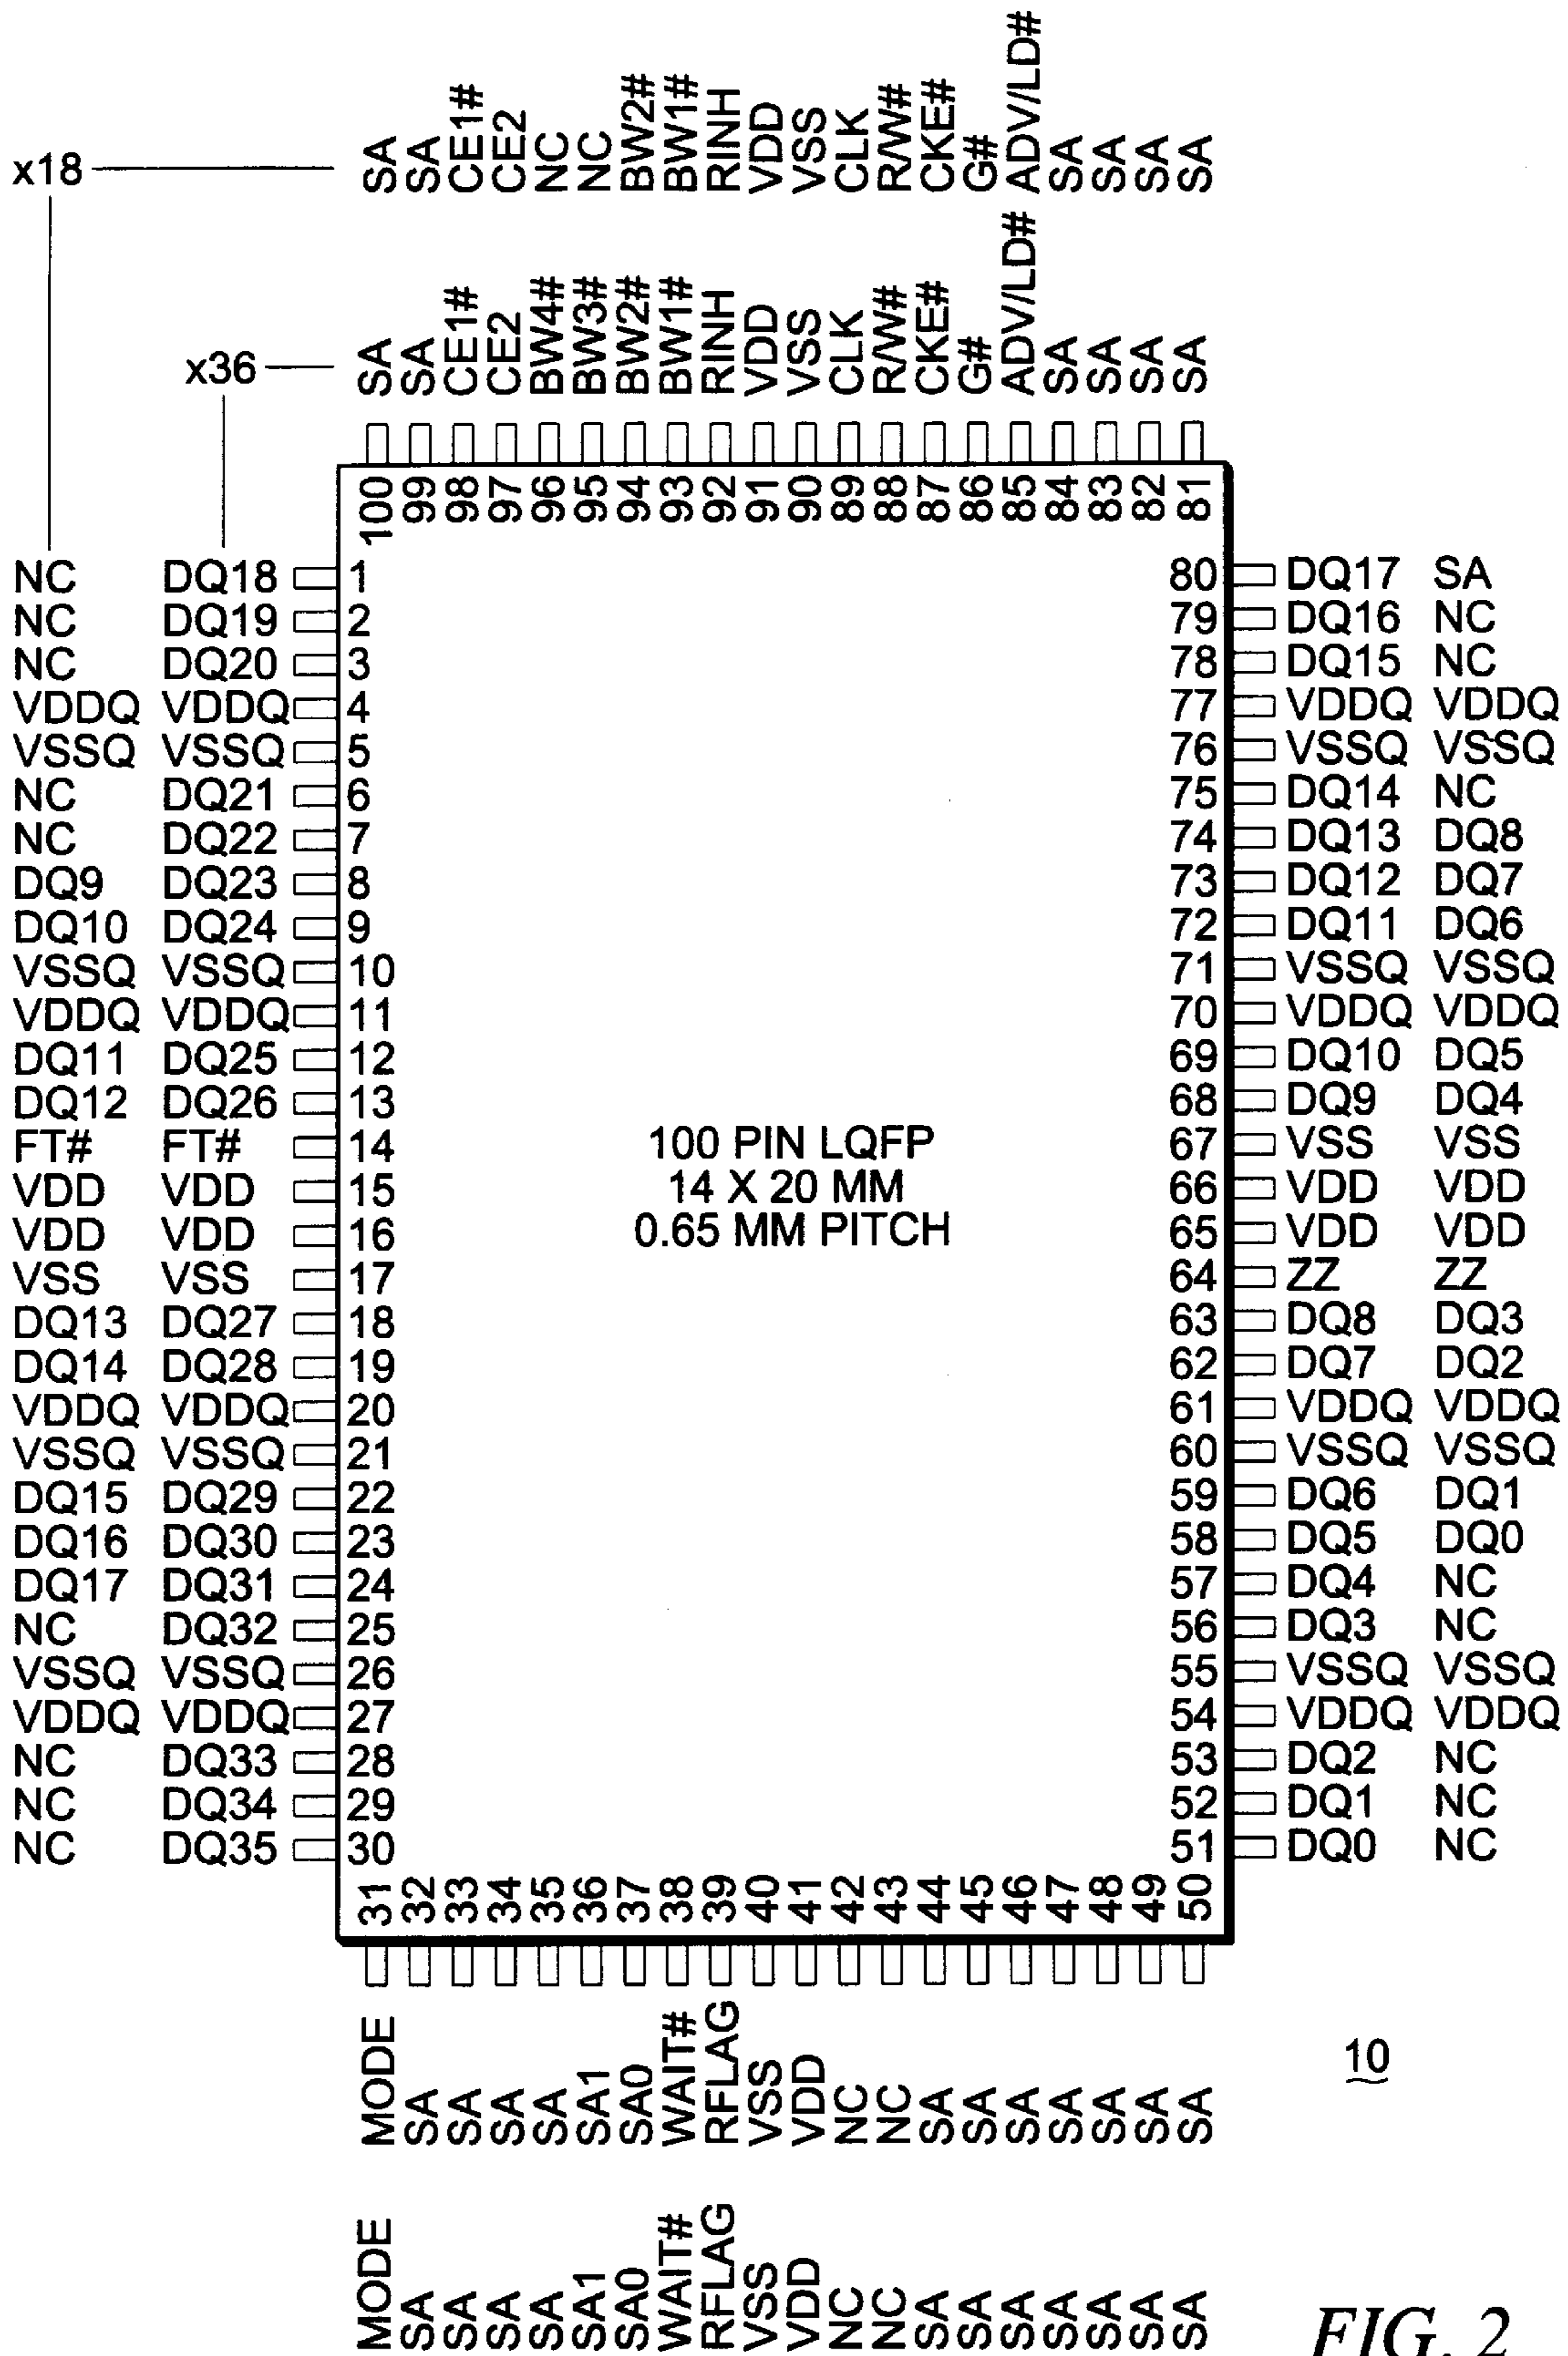 x18 SA SA CE1# CE2 NC NC BW2# BW1# RINH VDD VSS CLK R/W# CKE# G# ADV/LD# SA SA SA SA
x36 SA SA CE1# CE2 BW4# BW3# BW2# BW1# RINH VDD VSS CLK R/W# CKE# G# ADV/LD# SA SA SA SA
100 99 98 97 96 95 94 93 92 91 90 89 88 87 86 85 84 83 82 81
NC DQ18 1 80 DQ17 SA
NC DQ19 2 79 DQ16 NC
NC DQ20 3 78 DQ15 NC
VDDQ VDDQ 4 77 VDDQ VDDQ
VSSQ VSSQ 5 76 VSSQ VSSQ
NC DQ21 6 75 DQ14 NC
NC DQ22 7 74 DQ13 DQ8
DQ9 DQ23 8 73 DQ12 DQ7
DQ10 DQ24 9 72 DQ11 DQ6
VSSQ VSSQ 10 71 VSSQ VSSQ
VDDQ VDDQ 11 70 VDDQ VDDQ
DQ11 DQ25 12 69 DQ10 DQ5
DQ12 DQ26 13 68 DQ9 DQ4
FT# FT# 14 100 PIN LQFP 67 VSS VSS
VDD VDD 15 14 X 20 MM 66 VDD VDD
VDD VDD 16 0.65 MM PITCH 65 VDD VDD
VSS VSS 17 64 ZZ ZZ
DQ13 DQ27 18 63 DQ8 DQ3
DQ14 DQ28 19 62 DQ7 DQ2
VDDQ VDDQ 20 61 VDDQ VDDQ
VSSQ VSSQ 21 60 VSSQ VSSQ
DQ15 DQ29 22 59 DQ6 DQ1
DQ16 DQ30 23 58 DQ5 DQ0
DQ17 DQ31 24 57 DQ4 NC
NC DQ32 25 56 DQ3 NC
VSSQ VSSQ 26 55 VSSQ VSSQ
VDDQ VDDQ 27 54 VDDQ VDDQ
NC DQ33 28 53 DQ2 NC
NC DQ34 29 52 DQ1 NC
NC DQ35 30 51 DQ0 NC
31 32 33 34 35 36 37 38 39 40 41 42 43 44 45 46 47 48 49 50
MODE SA SA SA SA SA1 SA0 WAIT# RFLAG VSS VDD NC NC SA SA SA SA SA SA SA
10
MODE SA SA SA SA SA1 SA0 WAIT# RFLAG VSS VDD NC NC SA SA SA SA SA SA SA
FIG. 2